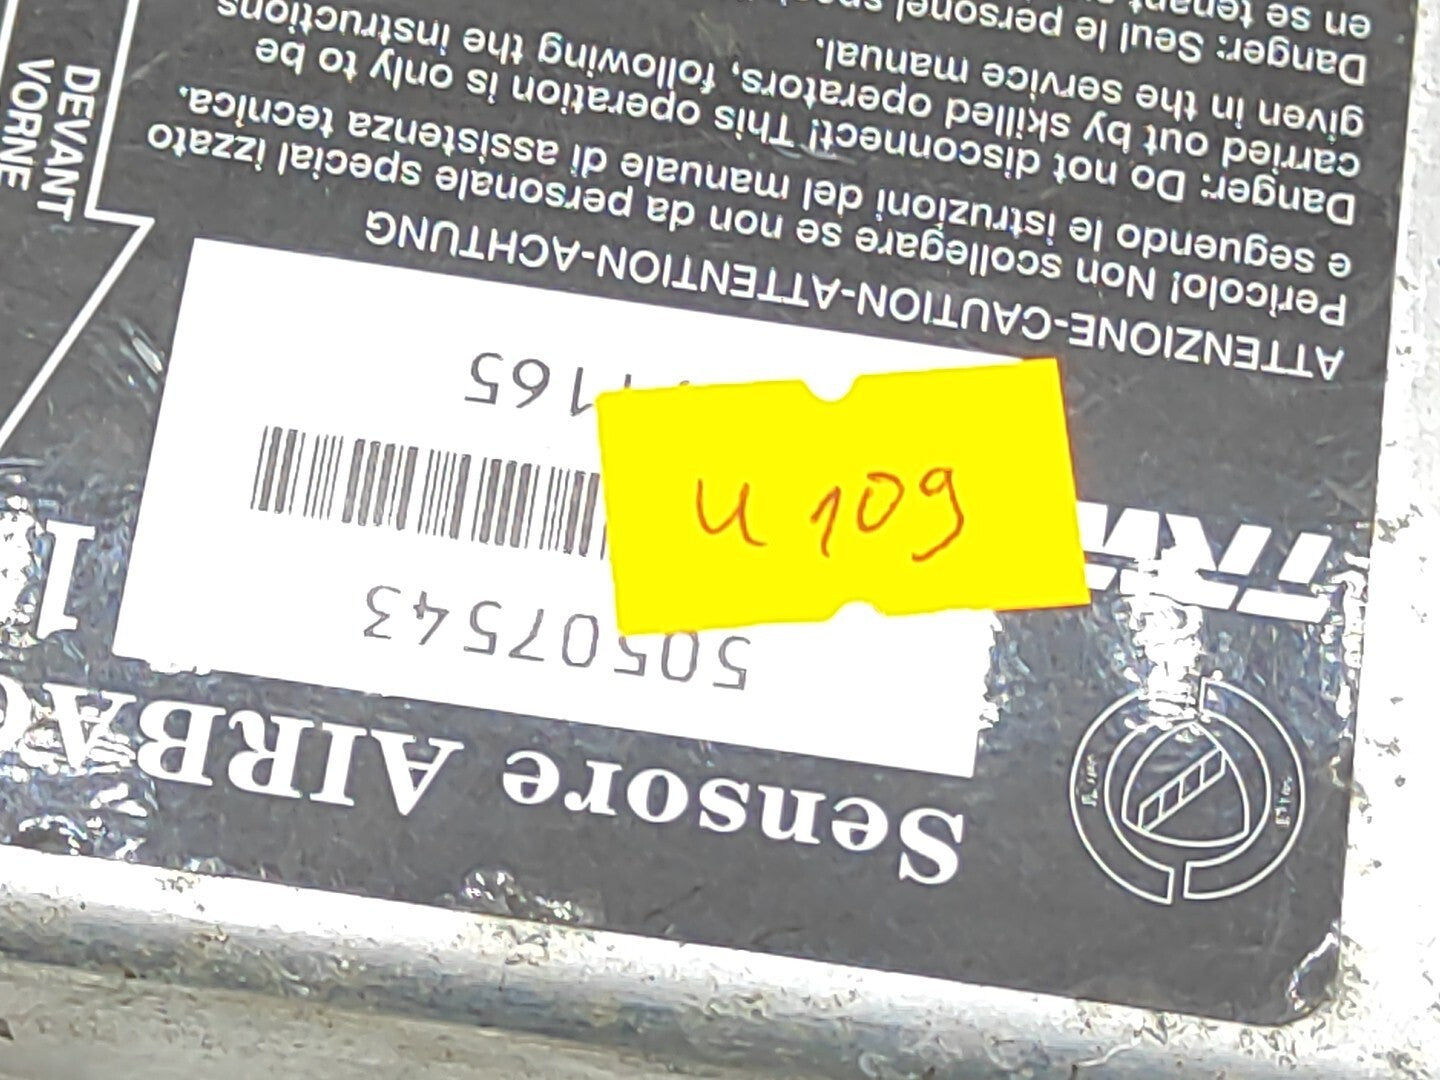 Sensore AIRBAG
50507543
TRW
165
ATTENZIONE-CAUTION-ATTENTION-ACHTUNG
Pericolo! Non scollegare se non da personale special izzato
e seguendo le istruzioni del manuale di assistenza tecnica.
Danger: Do not disconnect! This operation is only to be
carried out by skilled operators, following the instructions
given in the service manual.
Danger: Seul le personel
en se tenant
DEVANT
VORNE
u 109